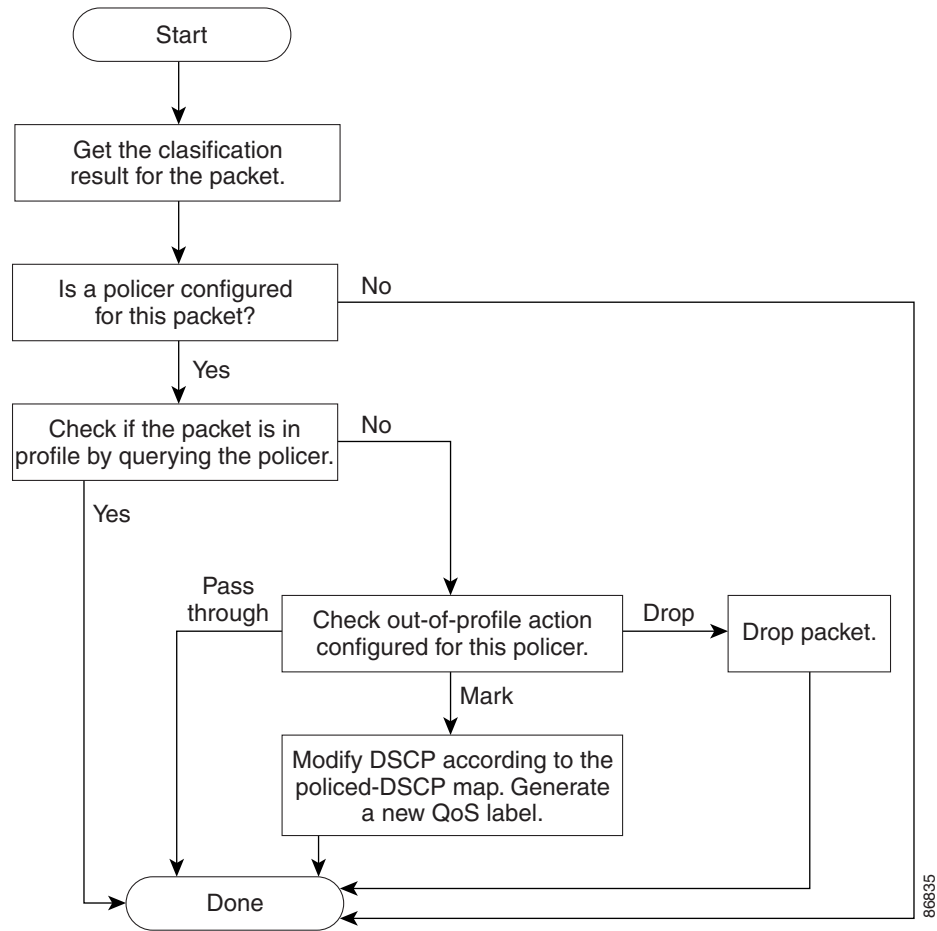 Start
Get the clasification
result for the packet.
Is a policer configured
for this packet?
No
Yes
Check if the packet is in
profile by querying the policer.
No
Yes
Pass
through
Check out-of-profile action
configured for this policer.
Drop
Drop packet.
Mark
Modify DSCP according to the
policed-DSCP map. Generate
a new QoS label.
Done
86835